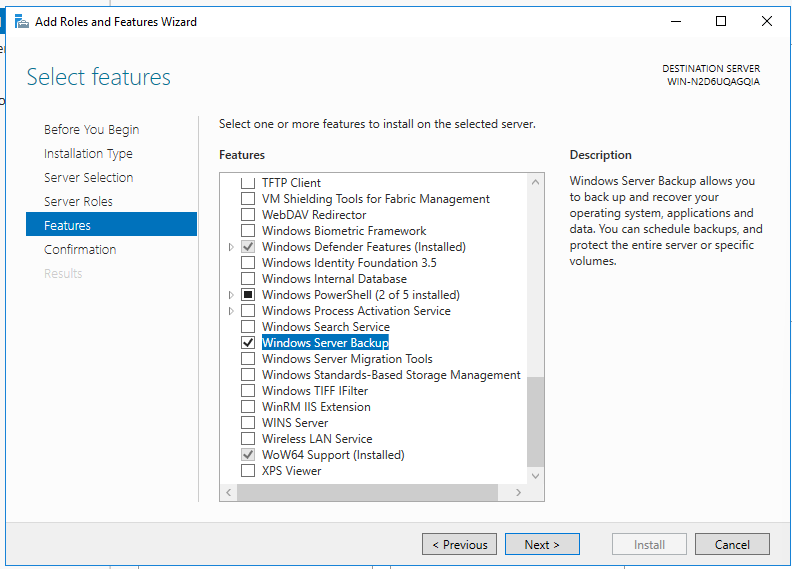 Add Roles and Features Wizard
Select features
DESTINATION SERVER
WIN-N2D6UQAGQIA
Before You Begin
Installation Type
Server Selection
Server Roles
Features
Confirmation
Results
Select one or more features to install on the selected server.
Features
TFTP Client
VM Shielding Tools for Fabric Management
WebDAV Redirector
Windows Biometric Framework
Windows Defender Features (Installed)
Windows Identity Foundation 3.5
Windows Internal Database
Windows PowerShell (2 of 5 installed)
Windows Process Activation Service
Windows Search Service
Windows Server Backup
Windows Server Migration Tools
Windows Standards-Based Storage Management
Windows TIFF IFilter
WinRM IIS Extension
WINS Server
Wireless LAN Service
WoW64 Support (Installed)
XPS Viewer
Description
Windows Server Backup allows you
to back up and recover your
operating system, applications and
data. You can schedule backups, and
protect the entire server or specific
volumes.
< Previous
Next >
Install
Cancel